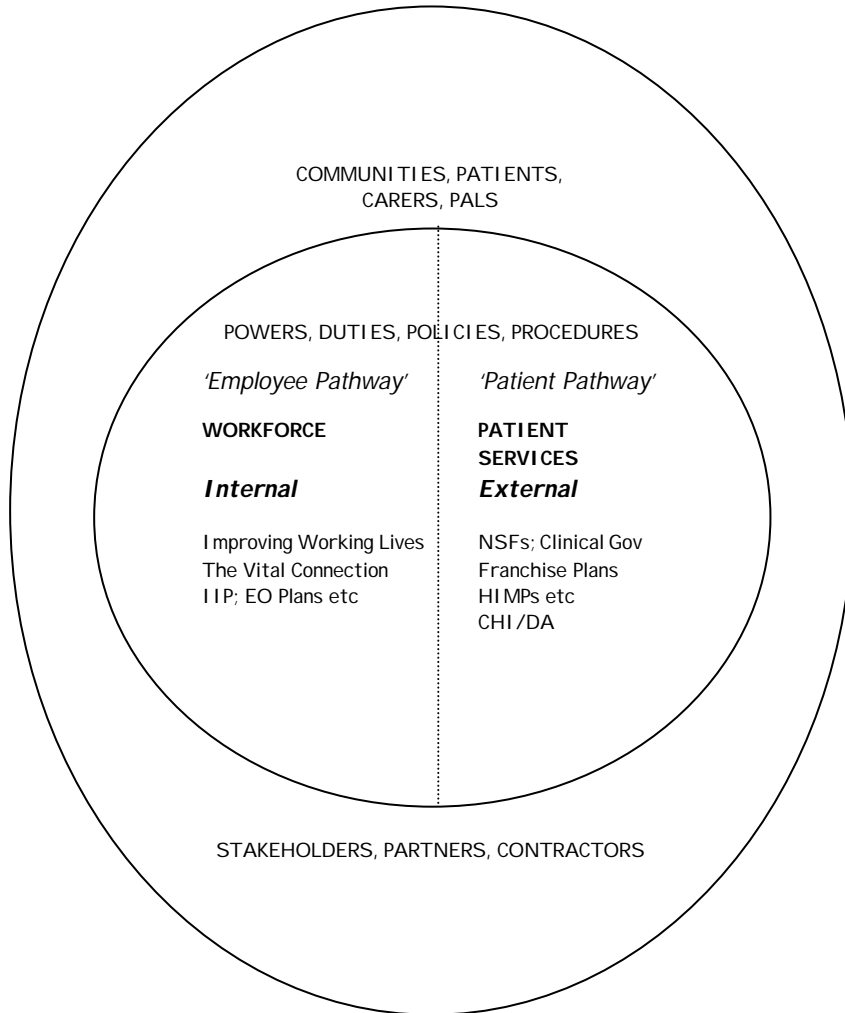 COMMUNITIES, PATIENTS,
CARERS, PALS
POWERS, DUTIES, POLICIES, PROCEDURES
'Employee Pathway'
WORKFORCE
Internal
Improving Working Lives
The Vital Connection
IIP; EO Plans etc
'Patient Pathway'
PATIENT
SERVICES
External
NSFs; Clinical Gov
Franchise Plans
HIMPs etc
CHI/DA
STAKEHOLDERS, PARTNERS, CONTRACTORS